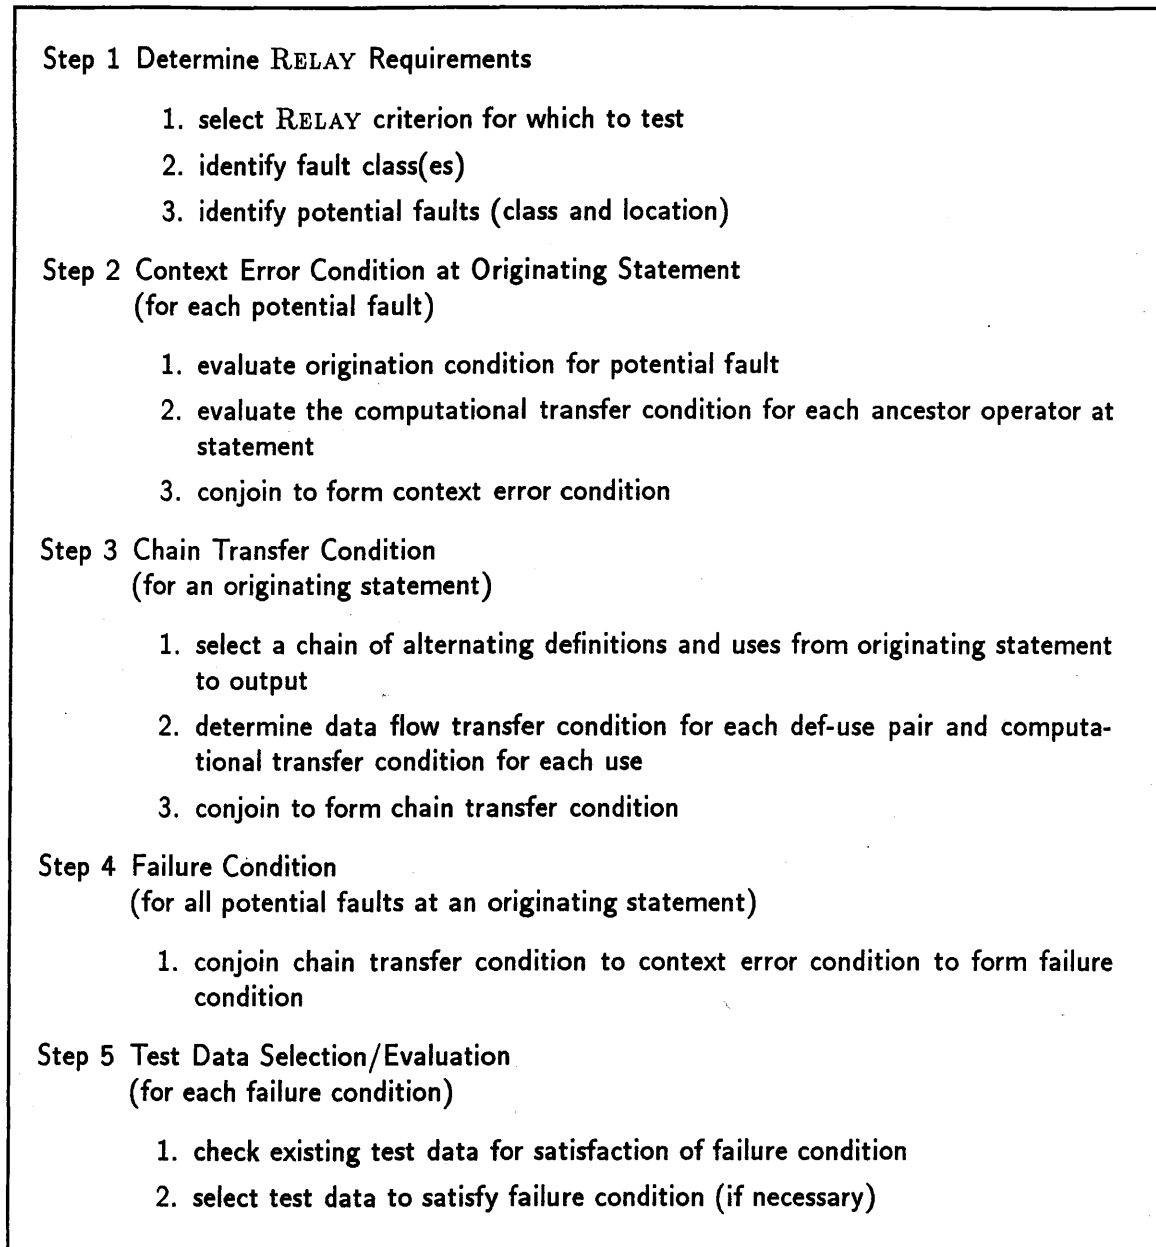 Step 1 Determine RELAY Requirements
1. select RELAY criterion for which to test
2. identify fault class(es)
3. identify potential faults (class and location)
Step 2 Context Error Condition at Originating Statement
(for each potential fault)
1. evaluate origination condition for potential fault
2. evaluate the computational transfer condition for each ancestor operator at
statement
3. conjoin to form context error condition
Step 3 Chain Transfer Condition
(for an originating statement)
1. select a chain of alternating definitions and uses from originating statement
to output
2. determine data flow transfer condition for each def-use pair and computa-
tional transfer condition for each use
3. conjoin to form chain transfer condition
Step 4 Failure Condition
(for all potential faults at an originating statement)
1. conjoin chain transfer condition to context error condition to form failure
condition
Step 5 Test Data Selection/Evaluation
(for each failure condition)
1. check existing test data for satisfaction of failure condition
2. select test data to satisfy failure condition (if necessary)